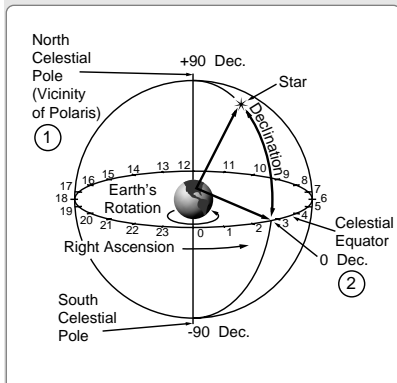 North
Celestial
Pole
(Vicinity
of Polaris)
1
+90 Dec.
Star
Declination
12
13
14
15
16
17
18
19
20
21
22
23
0
1
2
3
4
5
6
7
8
9
10
11
Earth's
Rotation
Right Ascension
Celestial
Equator
0 Dec.
2
South
Celestial
Pole
-90 Dec.